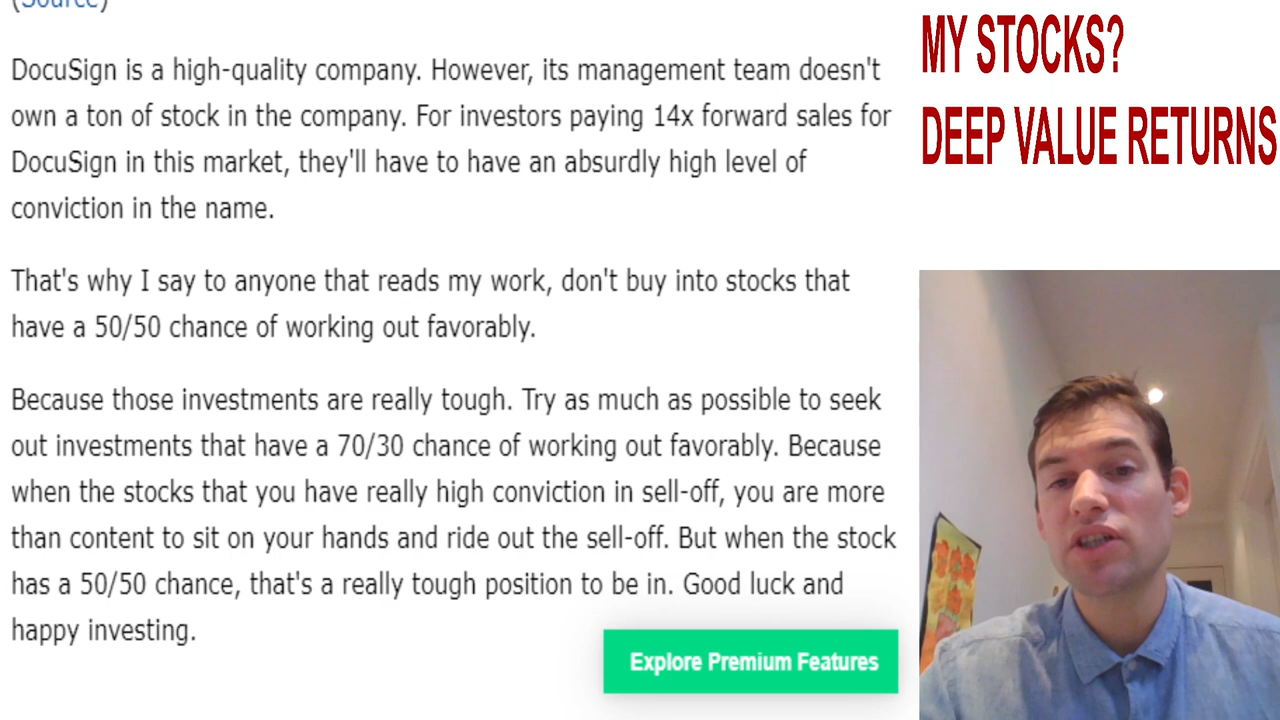 (Source)
DocuSign is a high-quality company. However, its management team doesn't
own a ton of stock in the company. For investors paying 14x forward sales for
DocuSign in this market, they'll have to have an absurdly high level of
conviction in the name.
That's why I say to anyone that reads my work, don't buy into stocks that
have a 50/50 chance of working out favorably.
Because those investments are really tough. Try as much as possible to seek
out investments that have a 70/30 chance of working out favorably. Because
when the stocks that you have really high conviction in sell-off, you are more
than content to sit on your hands and ride out the sell-off. But when the stock
has a 50/50 chance, that's a really tough position to be in. Good luck and
happy investing.
Explore Premium Features
MY STOCKS?
DEEP VALUE RETURNS